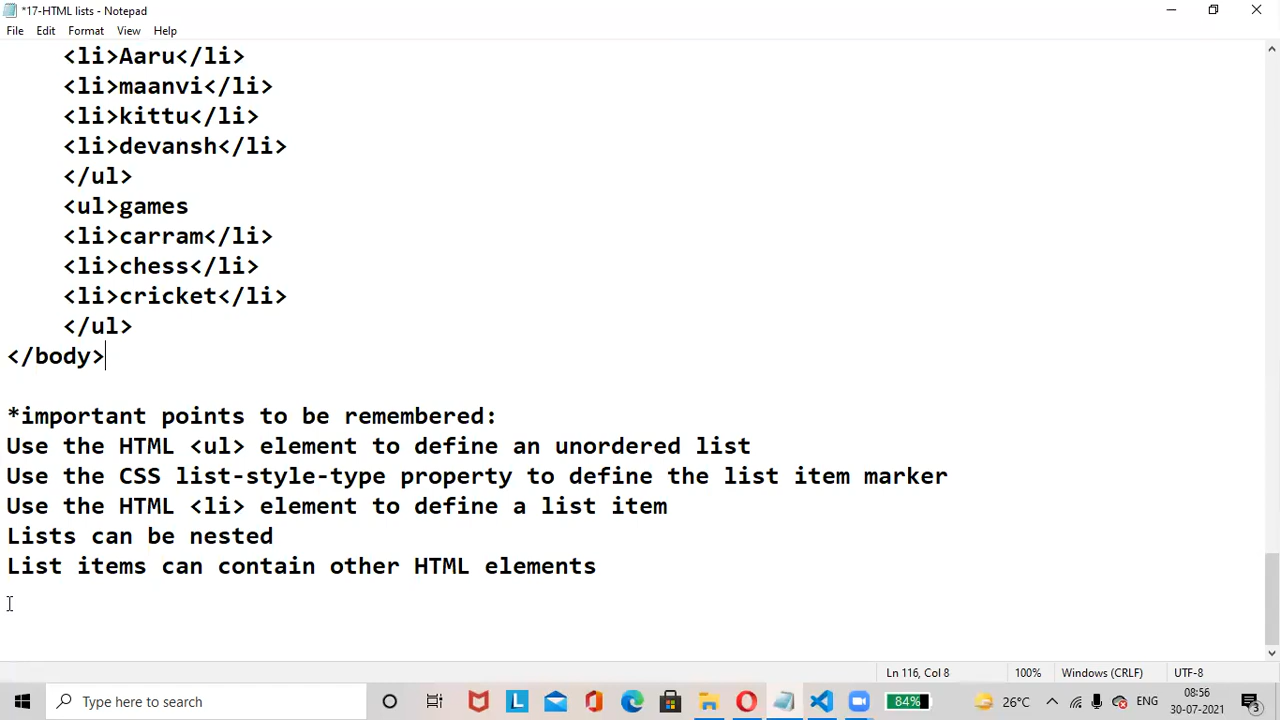 *17-HTML lists - Notepad
File Edit Format View Help
<li>Aaru</li>
<li>maanvi</li>
<li>kittu</li>
<li>devansh</li>
</ul>
<ul>games
<li>carram</li>
<li>chess</li>
<li>cricket</li>
</ul>
</body>
*important points to be remembered:
Use the HTML <ul> element to define an unordered list
Use the CSS list-style-type property to define the list item marker
Use the HTML <li> element to define a list item
Lists can be nested
List items can contain other HTML elements
Ln 116, Col 8 100% Windows (CRLF) UTF-8
Type here to search L 84% 26°C ENG 08:56
30-07-2021 3